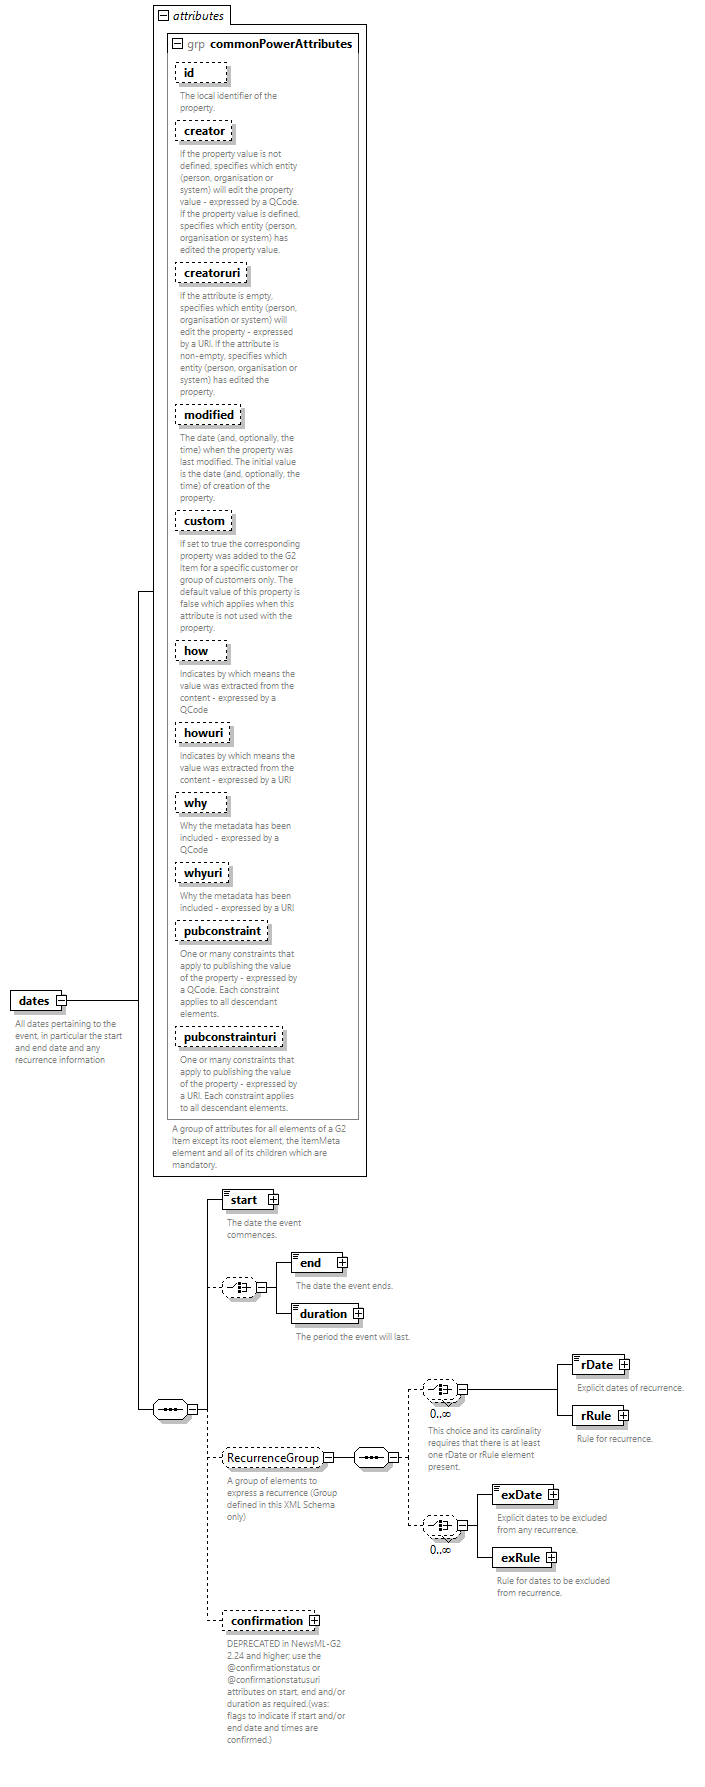 attributes
grp commonPowerAttributes
id
The local identifier of the
property.
creator
If the property value is not
defined, specifies which entity
(person, organisation or
system) will edit the property
value - expressed by a QCode.
If the property value is defined,
specifies which entity (person,
organisation or system) has
edited the property value.
creatoruri
If the attribute is empty,
specifies which entity (person,
organisation or system) will
edit the property - expressed
by a URI. If the attribute is
non-empty, specifies which
entity (person, organisation or
system) has edited the
property.
modified
The date (and, optionally, the
time) when the property was
last modified. The initial value
is the date (and, optionally, the
time) of creation of the
property.
custom
If set to true the corresponding
property was added to the G2
Item for a specific customer or
group of customers only. The
default value of this property is
false which applies when this
attribute is not used with the
property.
how
Indicates by which means the
value was extracted from the
content - expressed by a
QCode
howuri
Indicates by which means the
value was extracted from the
content - expressed by a URI
why
Why the metadata has been
included - expressed by a
QCode
whyuri
Why the metadata has been
included - expressed by a URI
pubconstraint
One or many constraints that
apply to publishing the value
of the property - expressed by
a QCode. Each constraint
applies to all descendant
elements.
pubconstrainturi
One or many constraints that
apply to publishing the value
of the property - expressed by
a URI. Each constraint applies
to all descendant elements.
A group of attributes for all elements of a G2
Item except its root element, the itemMeta
element and all of its children which are
mandatory.
dates
All dates pertaining to the
event, in particular the start
and end date and any
recurrence information
start
The date the event
commences.
end
The date the event ends.
duration
The period the event will last.
RecurrenceGroup
A group of elements to
express a recurrence (Group
defined in this XML Schema
only)
0..∞
This choice and its cardinality
requires that there is at least
one rDate or rRule element
present.
rDate
Explicit dates of recurrence.
rRule
Rule for recurrence.
0..∞
exDate
Explicit dates to be excluded
from any recurrence.
exRule
Rule for dates to be excluded
from recurrence.
confirmation
DEPRECATED in NewsML-G2
2.24 and higher; use the
@confirmationstatus or
@confirmationstatusuri
attributes on start, end and/or
duration as required.(was:
flags to indicate if start and/or
end date and times are
confirmed.)